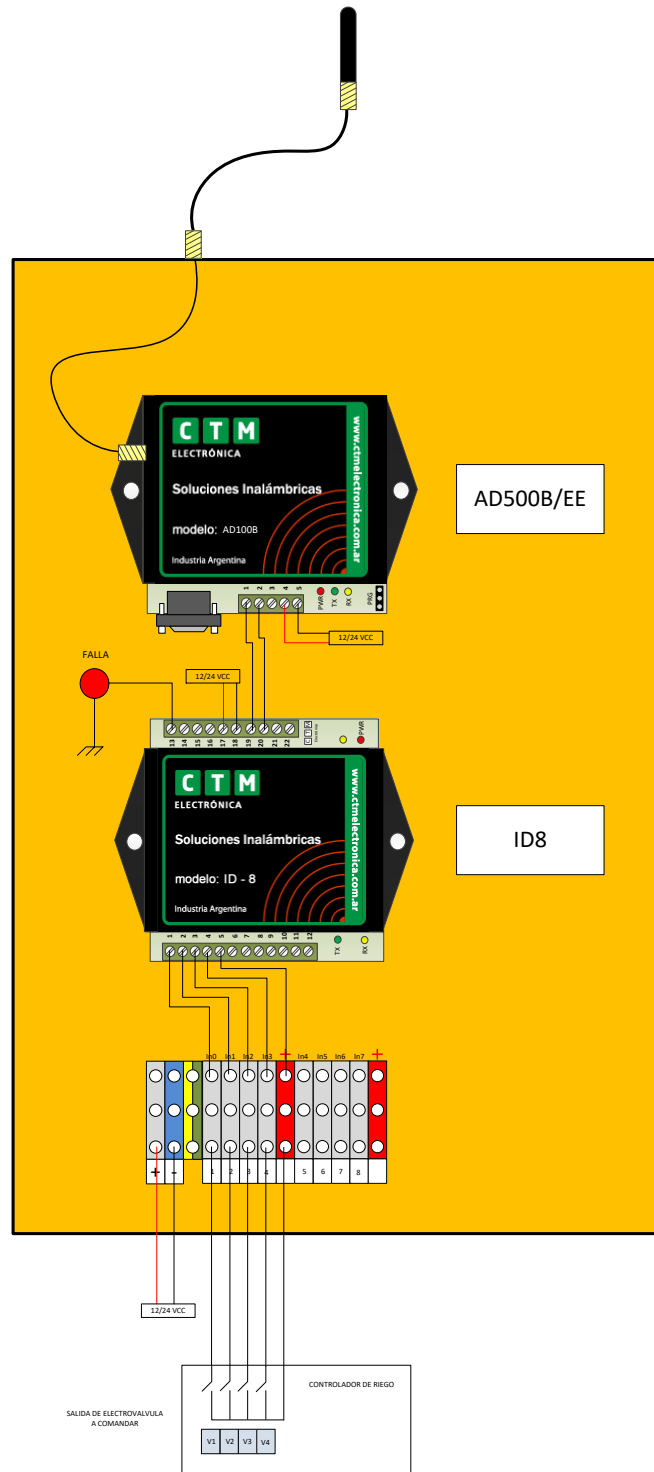 C T M
ELECTRÓNICA
Soluciones Inalámbricas
modelo: AD100B
Industria Argentina
www.ctmelectronica.com.ar
AD500B/EE
1 2 3 4 5
PWR
TX
RX
PRG
12/24 VCC
FALLA
12/24 VCC
13 14 15 16 17 18 19 20 21 22
C T M
PWR
C T M
ELECTRÓNICA
Soluciones Inalámbricas
modelo: ID - 8
Industria Argentina
www.ctmelectronica.com.ar
ID8
1 2 3 4 5 6 7 8 9 10 11 12
TX
RX
In0 In1 In2 In3 + In4 In5 In6 In7 +
+ - 1 2 3 4 5 6 7 8
12/24 VCC
CONTROLADOR DE RIEGO
SALIDA DE ELECTROVALVULA
A COMANDAR
V1 V2 V3 V4